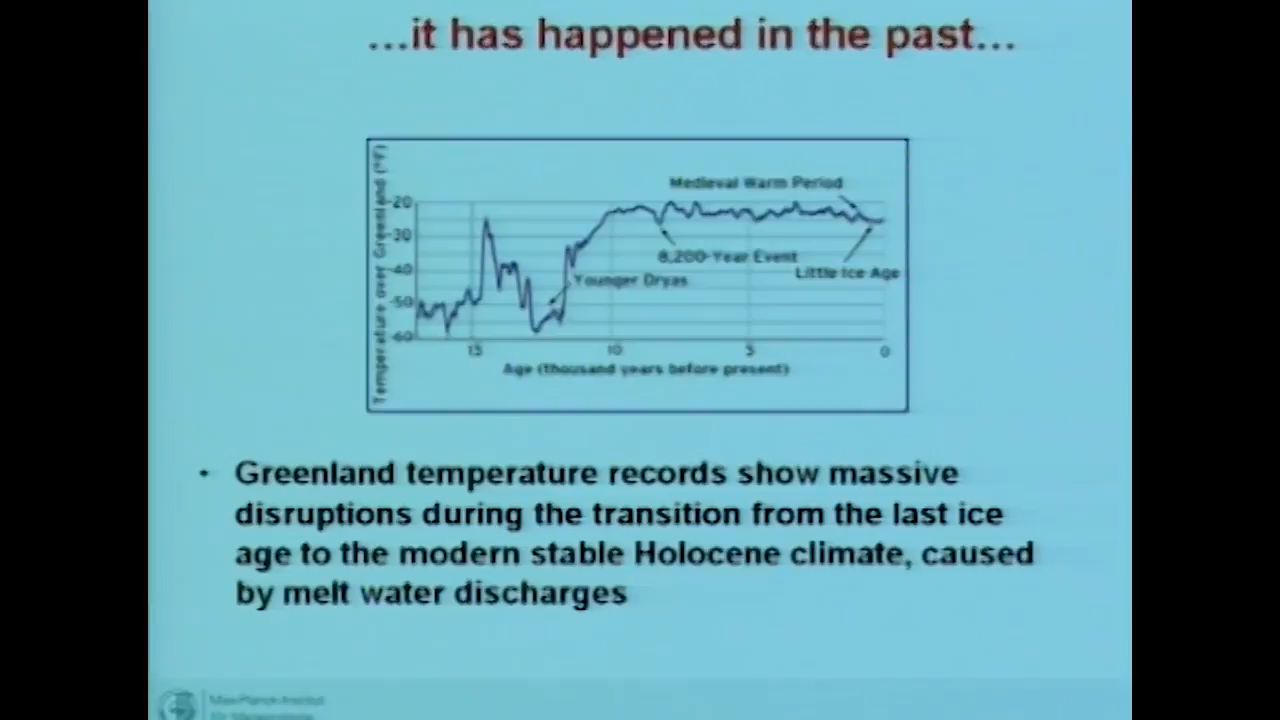 ...it has happened in the past...
Temperature over Greenland (°F)
-20
-30
-40
-50
-60
Medieval Warm Period
8,200-Year Event
Little Ice Age
Younger Dryas
15
10
5
0
Age (thousand years before present)
• Greenland temperature records show massive
disruptions during the transition from the last ice
age to the modern stable Holocene climate, caused
by melt water discharges
Max-Planck-Institut